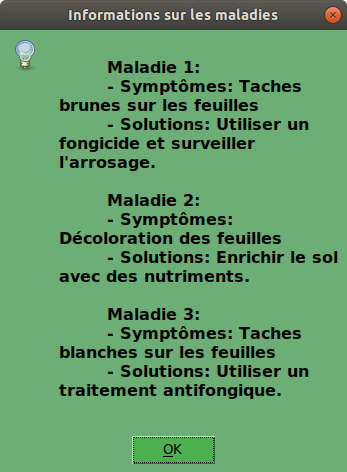 Informations sur les maladies
Maladie 1:
- Symptômes: Taches
brunes sur les feuilles
- Solutions: Utiliser un
fongicide et surveiller
l'arrosage.
Maladie 2:
- Symptômes:
Décoloration des feuilles
- Solutions: Enrichir le sol
avec des nutriments.
Maladie 3:
- Symptômes: Taches
blanches sur les feuilles
- Solutions: Utiliser un
traitement antifongique.
OK